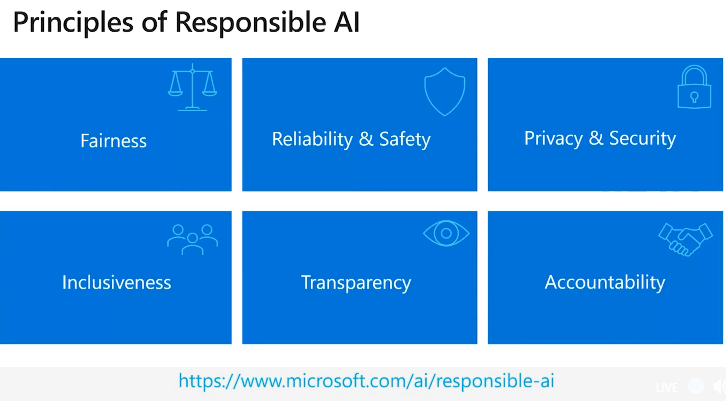 Principles of Responsible AI
Fairness
Reliability & Safety
Privacy & Security
Inclusiveness
Transparency
Accountability
https://www.microsoft.com/ai/responsible-ai
LIVE